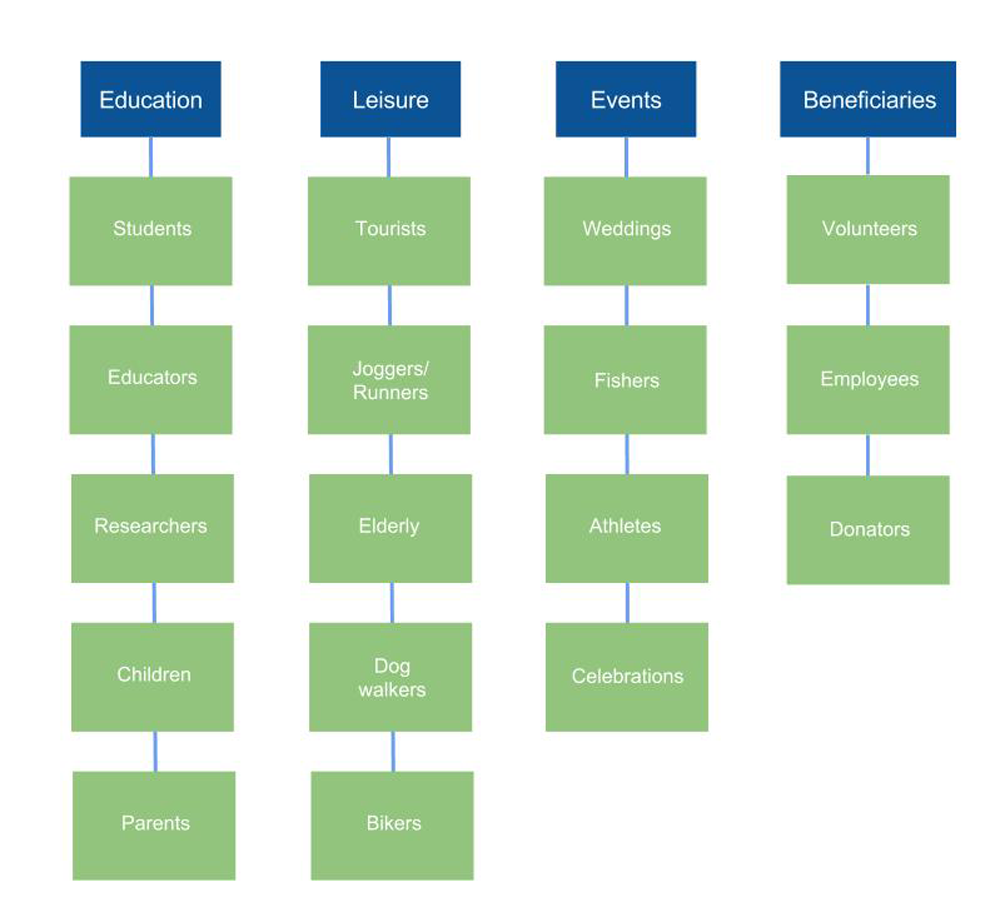 Education
Students
Educators
Researchers
Children
Parents
Leisure
Tourists
Joggers/
Runners
Elderly
Dog
walkers
Bikers
Events
Weddings
Fishers
Athletes
Celebrations
Beneficiaries
Volunteers
Employees
Donators